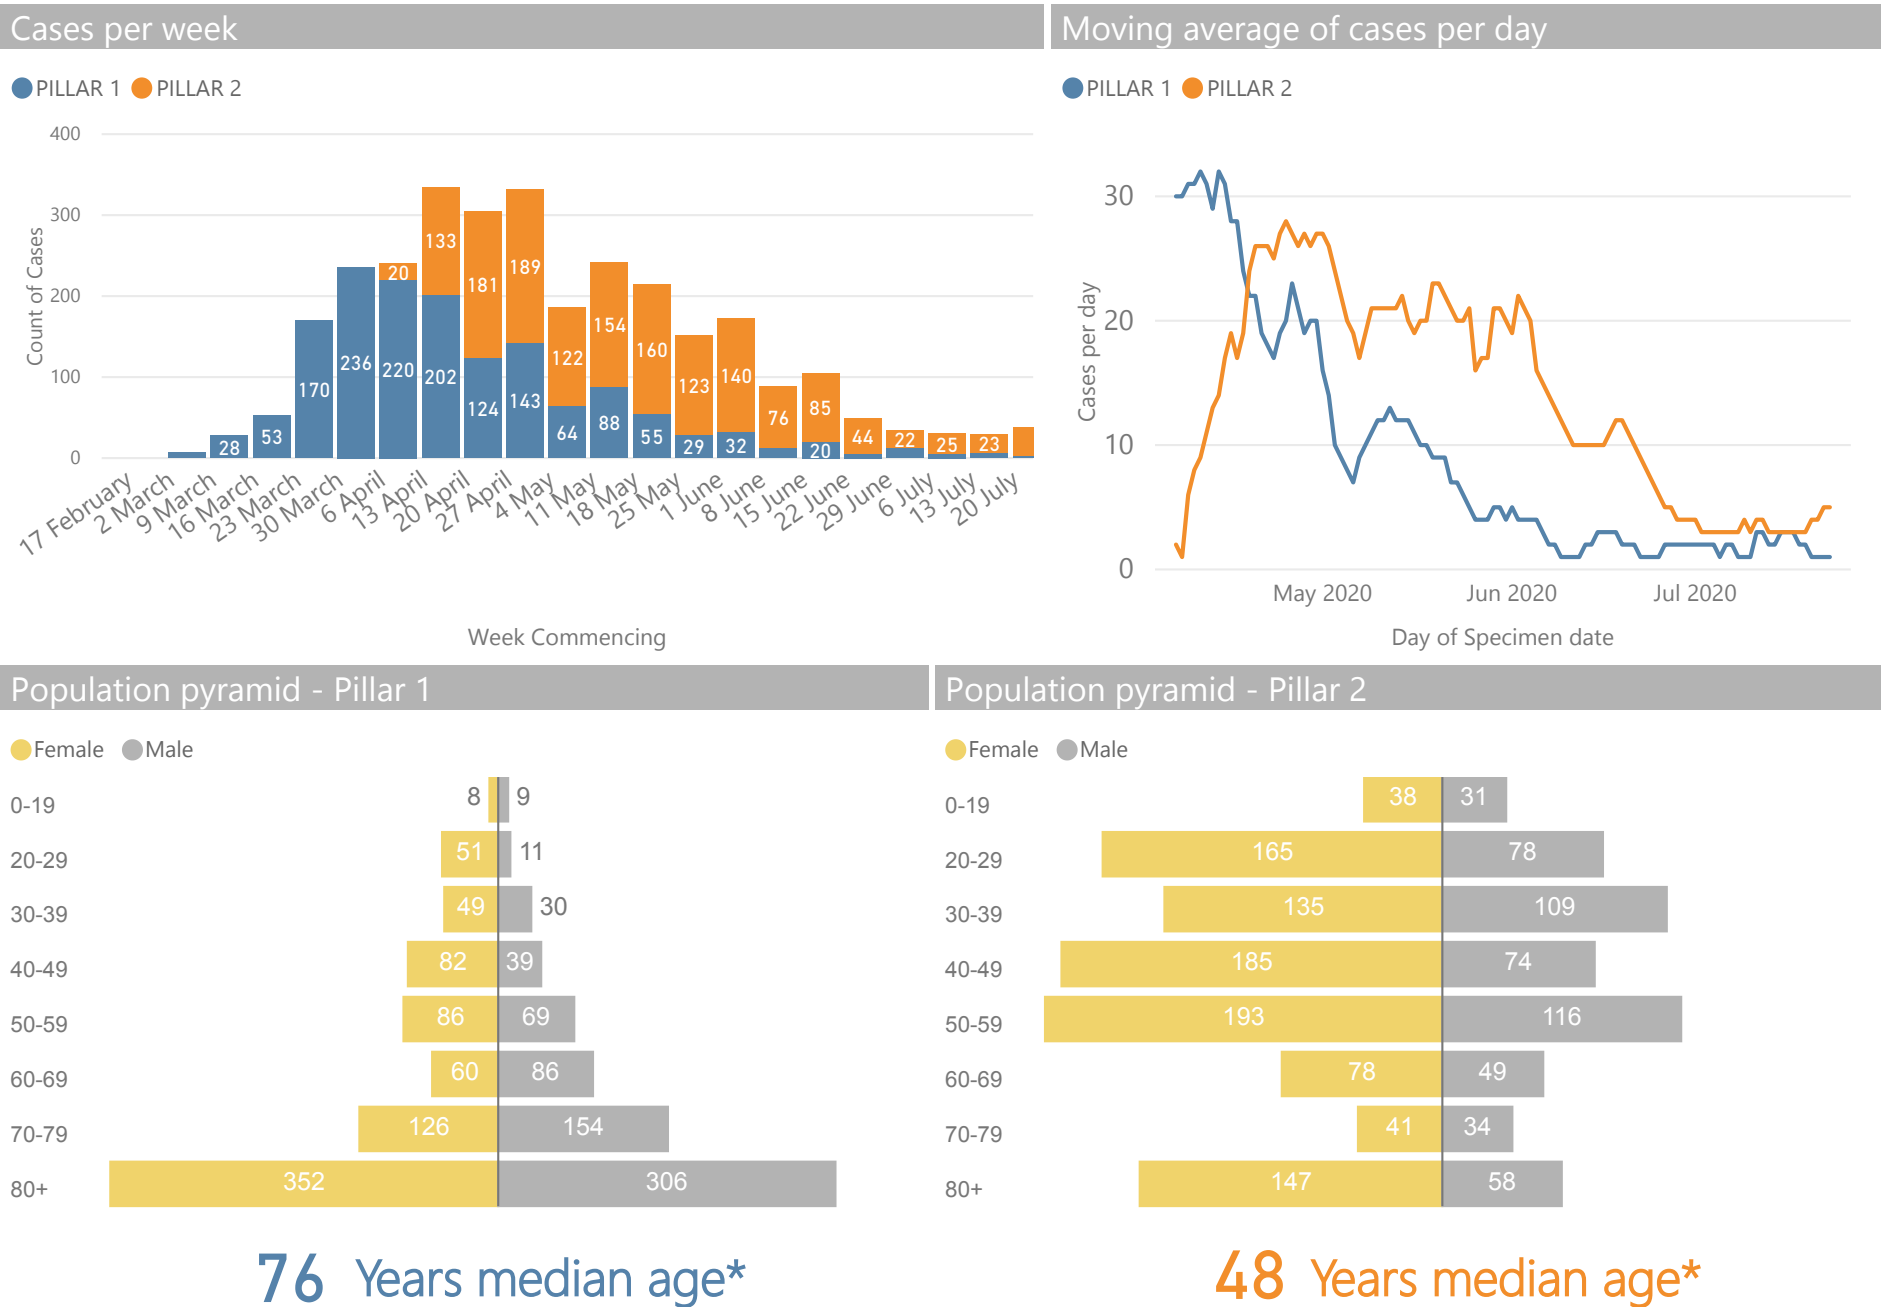 Cases per week
PILLAR 1 PILLAR 2
400
300
200
100
0
Count of Cases
28
53
170
236
220
20
202
133
124
181
143
189
64
122
88
154
55
160
29
123
32
140
76
20
85
44
22
25
23
17 February
2 March
9 March
16 March
23 March
30 March
6 April
13 April
20 April
27 April
4 May
11 May
18 May
25 May
1 June
8 June
15 June
22 June
29 June
6 July
13 July
20 July
Week Commencing
Moving average of cases per day
PILLAR 1 PILLAR 2
30
20
10
0
Cases per day
May 2020 Jun 2020 Jul 2020
Day of Specimen date
Population pyramid - Pillar 1
Female Male
0-19 8 9
20-29 51 11
30-39 49 30
40-49 82 39
50-59 86 69
60-69 60 86
70-79 126 154
80+ 352 306
76 Years median age*
Population pyramid - Pillar 2
Female Male
0-19 38 31
20-29 165 78
30-39 135 109
40-49 185 74
50-59 193 116
60-69 78 49
70-79 41 34
80+ 147 58
48 Years median age*